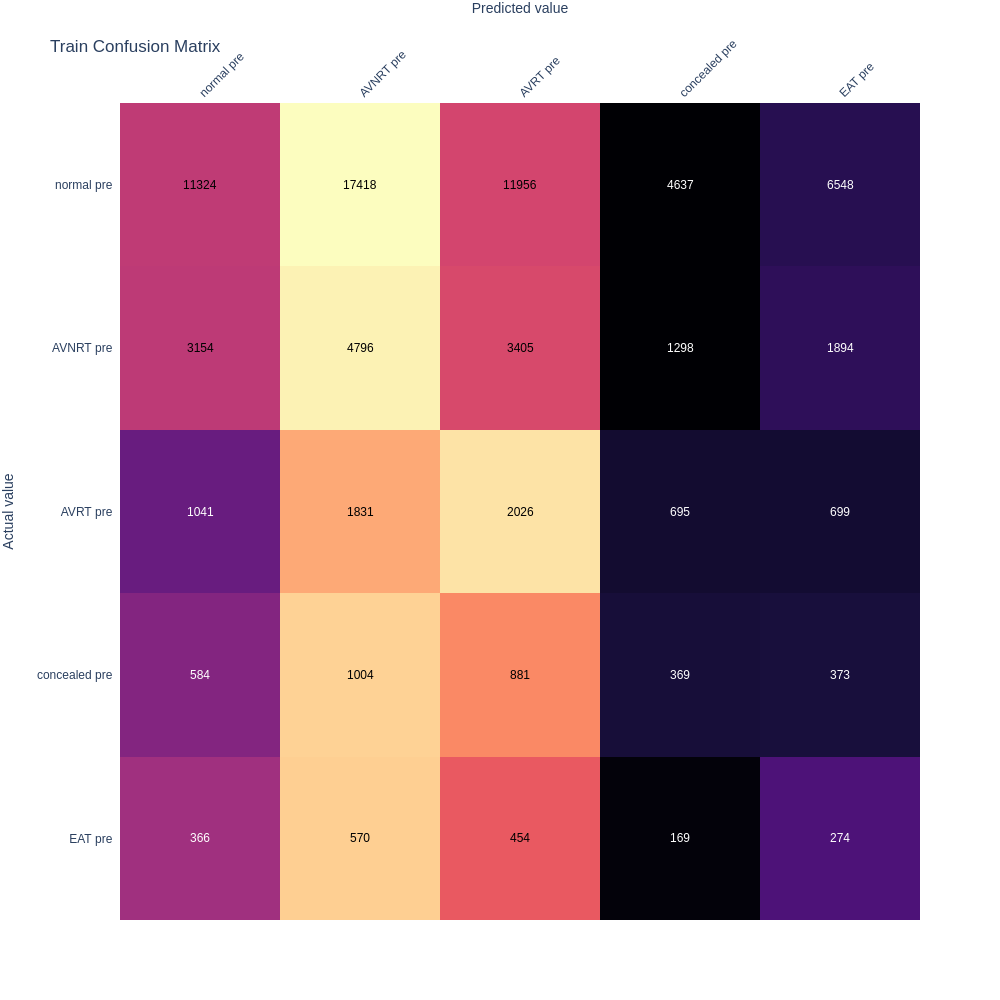 Predicted value
Train Confusion Matrix
normal pre AVNRT pre AVRT pre concealed pre EAT pre
normal pre 11324 17418 11956 4637 6548
AVNRT pre 3154 4796 3405 1298 1894
Actual value
AVRT pre 1041 1831 2026 695 699
concealed pre 584 1004 881 369 373
EAT pre 366 570 454 169 274